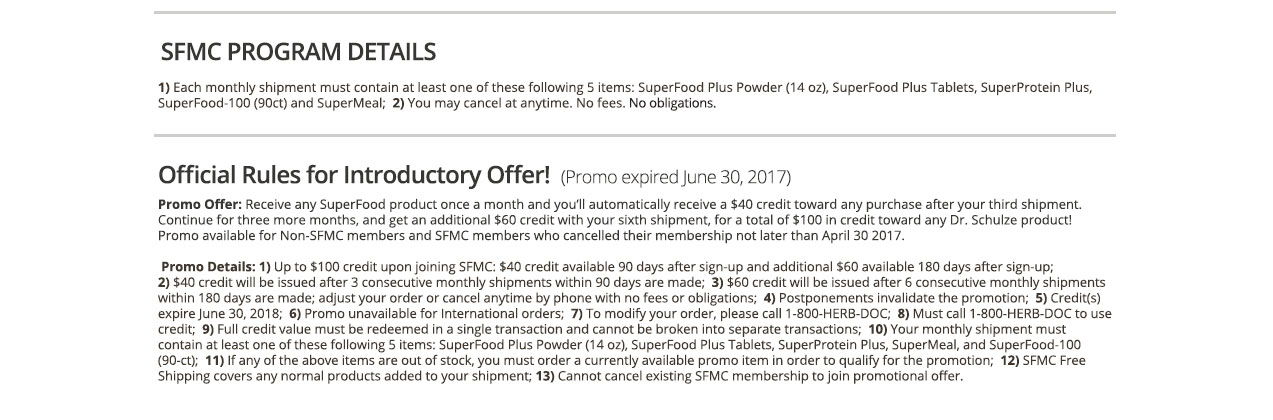 SFMC PROGRAM DETAILS
1) Each monthly shipment must contain at least one of these following 5 items: SuperFood Plus Powder (14 oz), SuperFood Plus Tablets, SuperProtein Plus,
SuperFood-100 (90ct) and SuperMeal; 2) You may cancel at anytime. No fees. No obligations.
Official Rules for Introductory Offer! (Promo expired June 30, 2017)
Promo Offer: Receive any SuperFood product once a month and you'll automatically receive a $40 credit toward any purchase after your third shipment.
Continue for three more months, and get an additional $60 credit with your sixth shipment, for a total of $100 in credit toward any Dr. Schulze product!
Promo available for Non-SFMC members and SFMC members who cancelled their membership not later than April 30 2017.
Promo Details: 1) Up to $100 credit upon joining SFMC: $40 credit available 90 days after sign-up and additional $60 available 180 days after sign-up;
2) $40 credit will be issued after 3 consecutive monthly shipments within 90 days are made; 3) $60 credit will be issued after 6 consecutive monthly shipments
within 180 days are made; adjust your order or cancel anytime by phone with no fees or obligations; 4) Postponements invalidate the promotion; 5) Credit(s)
expire June 30, 2018; 6) Promo unavailable for International orders; 7) To modify your order, please call 1-800-HERB-DOC; 8) Must call 1-800-HERB-DOC to use
credit; 9) Full credit value must be redeemed in a single transaction and cannot be broken into separate transactions; 10) Your monthly shipment must
contain at least one of these following 5 items: SuperFood Plus Powder (14 oz), SuperFood Plus Tablets, SuperProtein Plus, SuperMeal, and SuperFood-100
(90-ct); 11) If any of the above items are out of stock, you must order a currently available promo item in order to qualify for the promotion; 12) SFMC Free
Shipping covers any normal products added to your shipment; 13) Cannot cancel existing SFMC membership to join promotional offer.